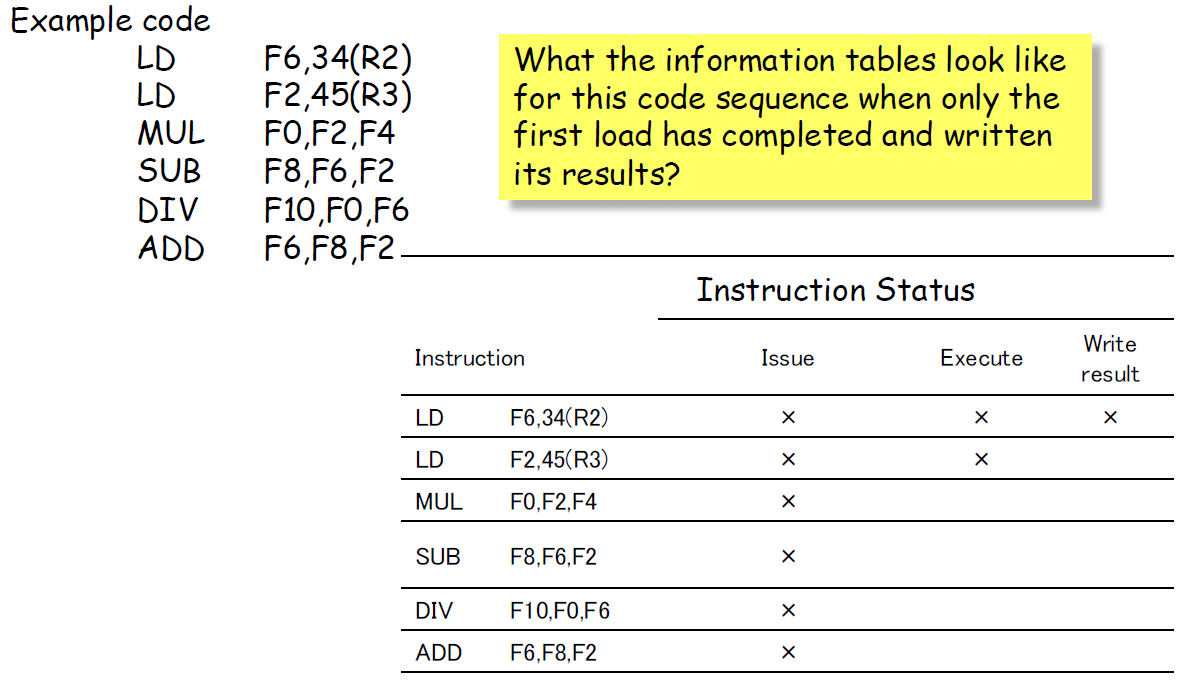 Example code
LD F6,34(R2)
LD F2,45(R3)
MUL F0,F2,F4
SUB F8,F6,F2
DIV F10,F0,F6
ADD F6,F8,F2
What the information tables look like
for this code sequence when only the
first load has completed and written
its results?
Instruction Status
Instruction Issue Execute Write
result
LD F6,34(R2) × × ×
LD F2,45(R3) × ×
MUL F0,F2,F4 ×
SUB F8,F6,F2 ×
DIV F10,F0,F6 ×
ADD F6,F8,F2 ×